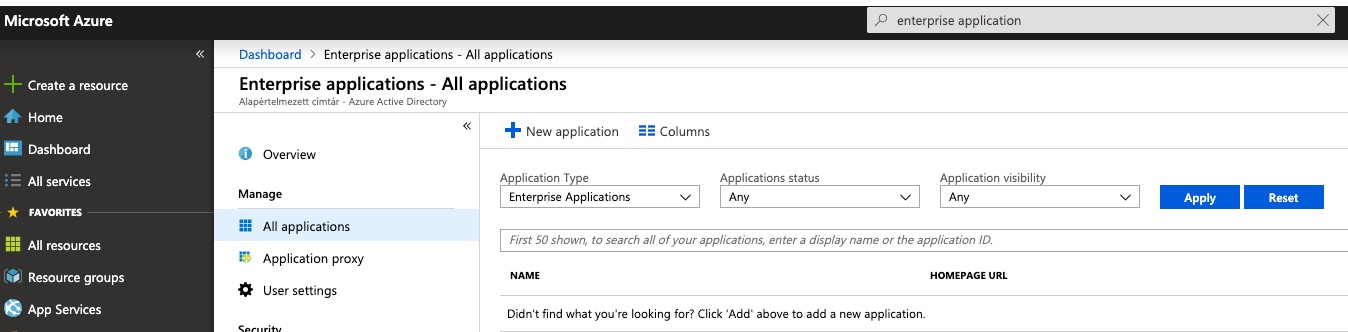 Microsoft Azure
enterprise application
«
Create a resource
Home
Dashboard
All services
FAVORITES
All resources
Resource groups
App Services
Dashboard > Enterprise applications - All applications
Enterprise applications - All applications
Alapértelmezett címtár - Azure Active Directory
«
Overview
Manage
All applications
Application proxy
User settings
Security
New application Columns
Application Type Applications status Application visibility
Enterprise Applications Any Any Apply Reset
First 50 shown, to search all of your applications, enter a display name or the application ID.
NAME HOMEPAGE URL
Didn't find what you're looking for? Click 'Add' above to add a new application.